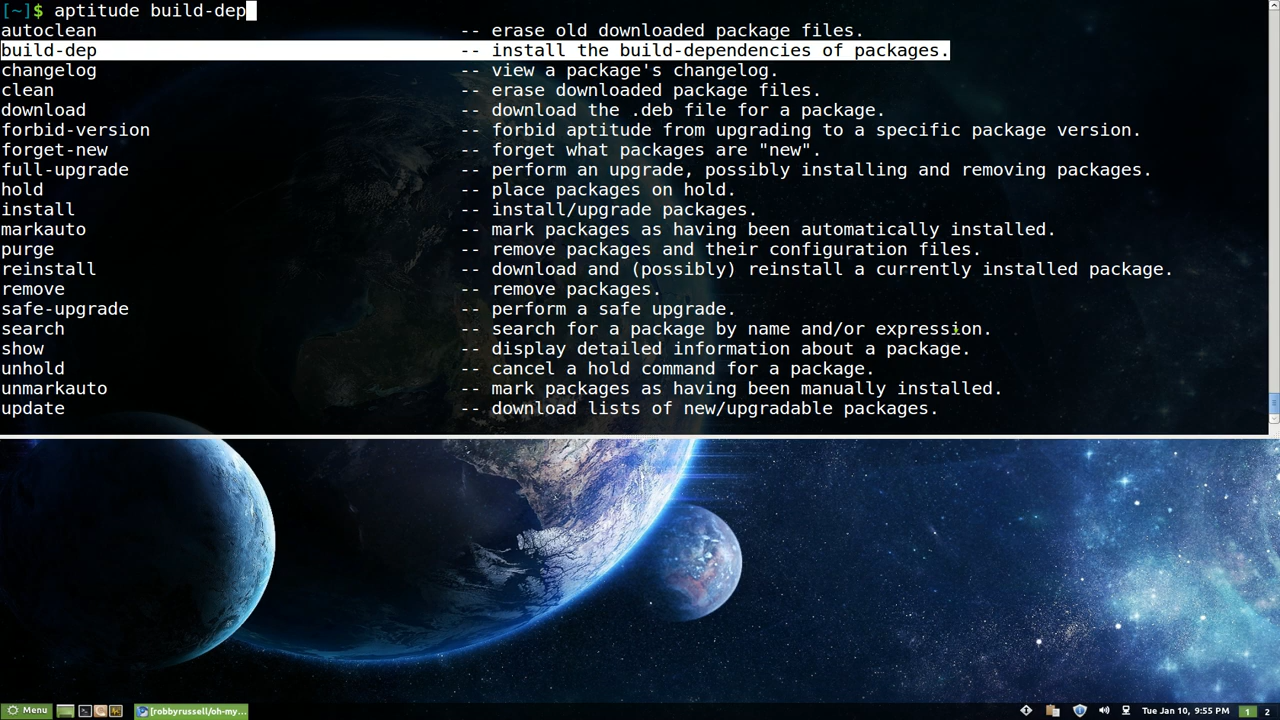 [~]$ aptitude build-dep
autoclean -- erase old downloaded package files.
build-dep -- install the build-dependencies of packages.
changelog -- view a package's changelog.
clean -- erase downloaded package files.
download -- download the .deb file for a package.
forbid-version -- forbid aptitude from upgrading to a specific package version.
forget-new -- forget what packages are "new".
full-upgrade -- perform an upgrade, possibly installing and removing packages.
hold -- place packages on hold.
install -- install/upgrade packages.
markauto -- mark packages as having been automatically installed.
purge -- remove packages and their configuration files.
reinstall -- download and (possibly) reinstall a currently installed package.
remove -- remove packages.
safe-upgrade -- perform a safe upgrade.
search -- search for a package by name and/or expression.
show -- display detailed information about a package.
unhold -- cancel a hold command for a package.
unmarkauto -- mark packages as having been manually installed.
update -- download lists of new/upgradable packages.
Menu [robbyrussell/oh-my... Tue Jan 10, 9:55 PM 1 2